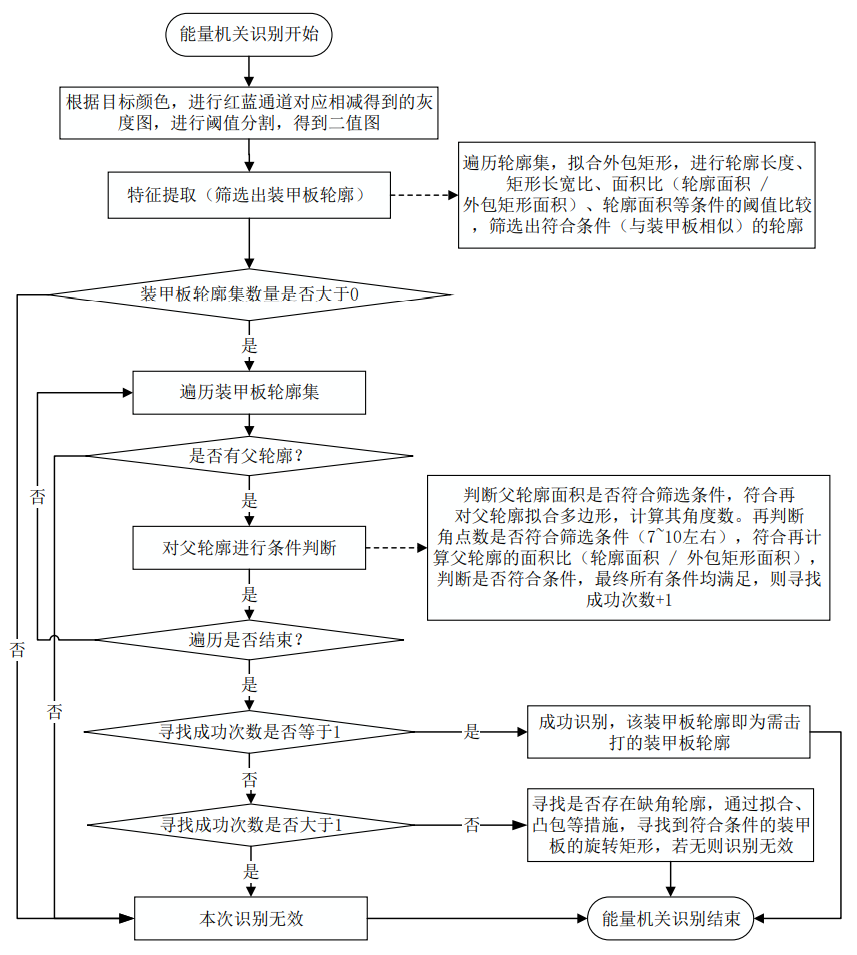 能量机关识别开始
根据目标颜色，进行红蓝通道对应相减得到的灰
度图，进行阈值分割，得到二值图
特征提取（筛选出装甲板轮廓）
遍历轮廓集，拟合外包矩形，进行轮廓长度、
矩形长宽比、面积比（轮廓面积 /
外包矩形面积）、轮廓面积等条件的阈值比较
，筛选出符合条件（与装甲板相似）的轮廓
装甲板轮廓集数量是否大于0
是
遍历装甲板轮廓集
是否有父轮廓？
是
否
对父轮廓进行条件判断
判断父轮廓面积是否符合筛选条件，符合再
对父轮廓拟合多边形，计算其角度数。再判断
角点数是否符合筛选条件（7~10左右），符合再计
算父轮廓的面积比（轮廓面积 / 外包矩形面积），
判断是否符合条件，最终所有条件均满足，则寻找
成功次数+1
是
遍历是否结束？
否
是
否
寻找成功次数是否等于1
是
成功识别，该装甲板轮廓即为需击
打的装甲板轮廓
否
寻找成功次数是否大于1
否
寻找是否存在缺角轮廓，通过拟合、
凸包等措施，寻找到符合条件的装甲
板的旋转矩形，若无则识别无效
是
本次识别无效
能量机关识别结束